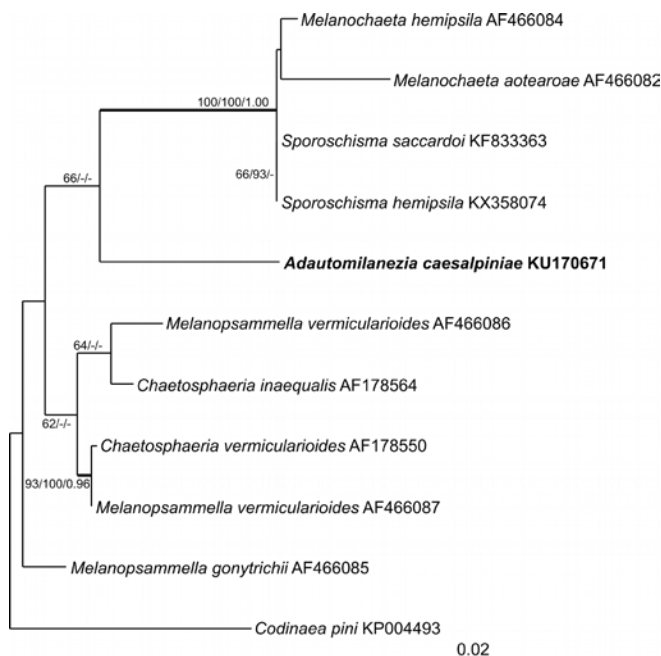 Melanochaeta hemipsila AF466084
Melanochaeta aotearoae AF466082
100/100/1.00
Sporoschisma saccardoi KF833363
66/93/-
66/-/-
Sporoschisma hemipsila KX358074
Adautomilanezia caesalpiniae KU170671
Melanopsammella vermicularioides AF466086
64/-/-
Chaetosphaeria inaequalis AF178564
62/-/-
Chaetosphaeria vermicularioides AF178550
93/100/0.96
Melanopsammella vermicularioides AF466087
Melanopsammella gonytrichii AF466085
Codinaea pini KP004493
0.02